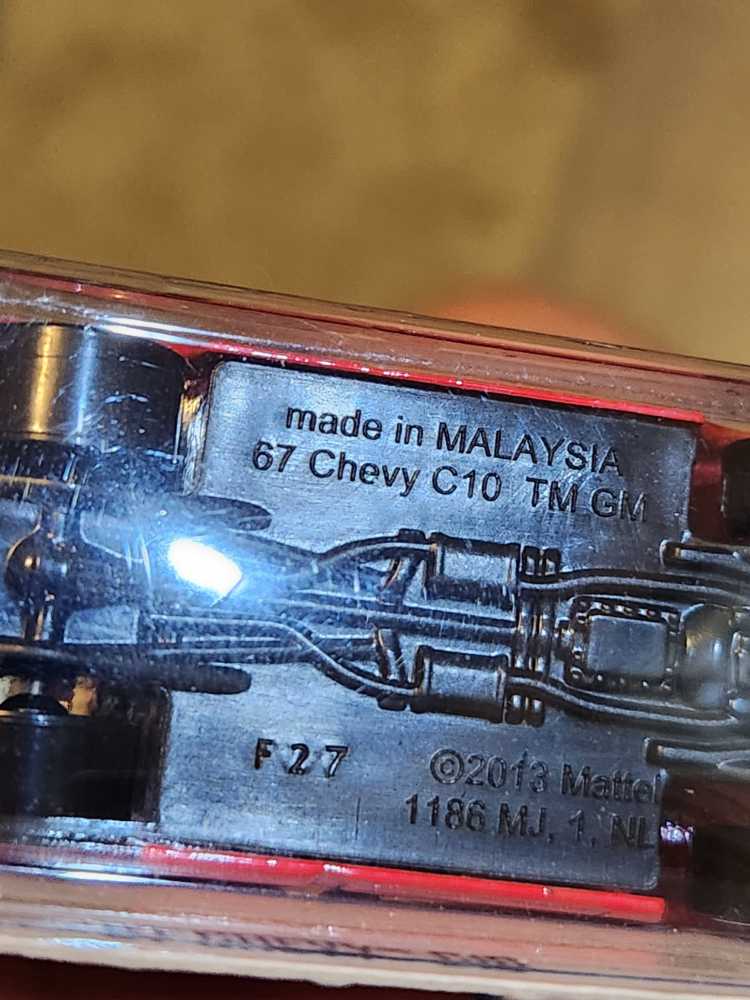 made in MALAYSIA
67 Chevy C10 TM GM
F27
©2013 Mattel
1186 MJ, 1, NL